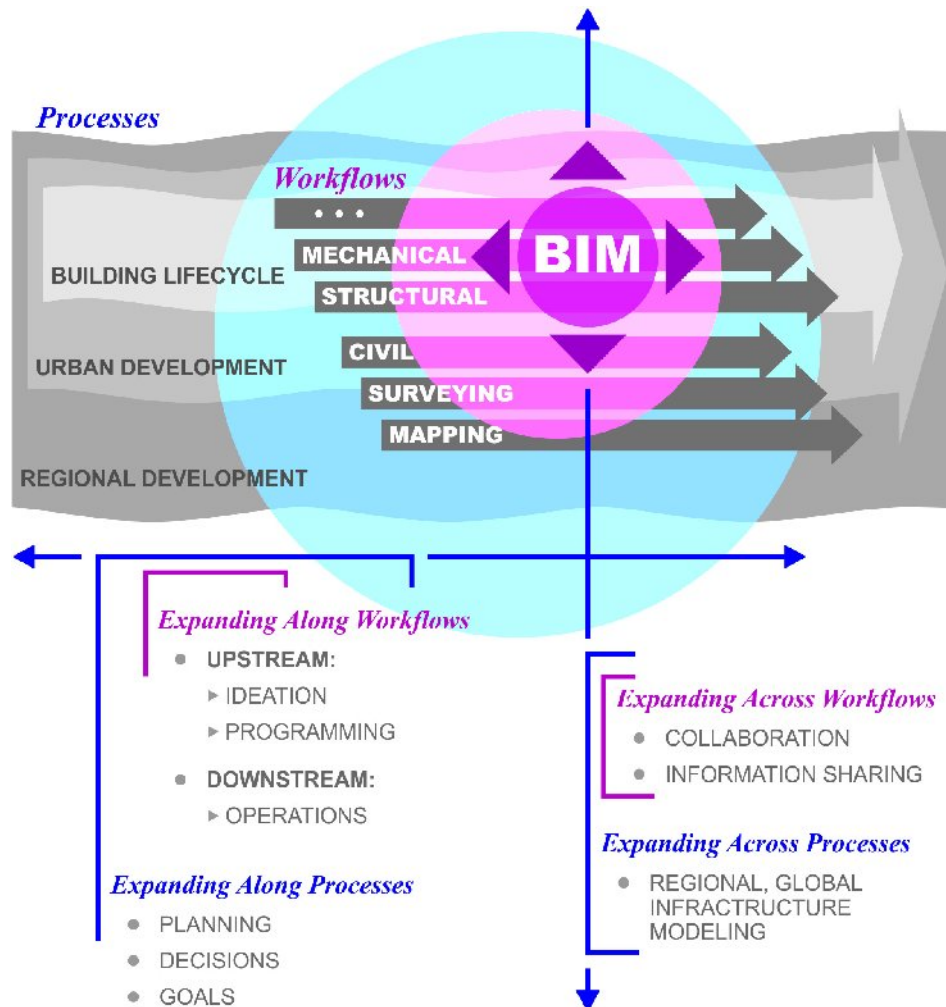 Processes
Workflows
• • •
MECHANICAL
BIM
BUILDING LIFECYCLE
STRUCTURAL
CIVIL
URBAN DEVELOPMENT
SURVEYING
MAPPING
REGIONAL DEVELOPMENT
Expanding Along Workflows
• UPSTREAM:
▸ IDEATION
▸ PROGRAMMING
• DOWNSTREAM:
▸ OPERATIONS
Expanding Along Processes
• PLANNING
• DECISIONS
• GOALS
Expanding Across Workflows
• COLLABORATION
• INFORMATION SHARING
Expanding Across Processes
• REGIONAL, GLOBAL
INFRACTRUCTURE
MODELING